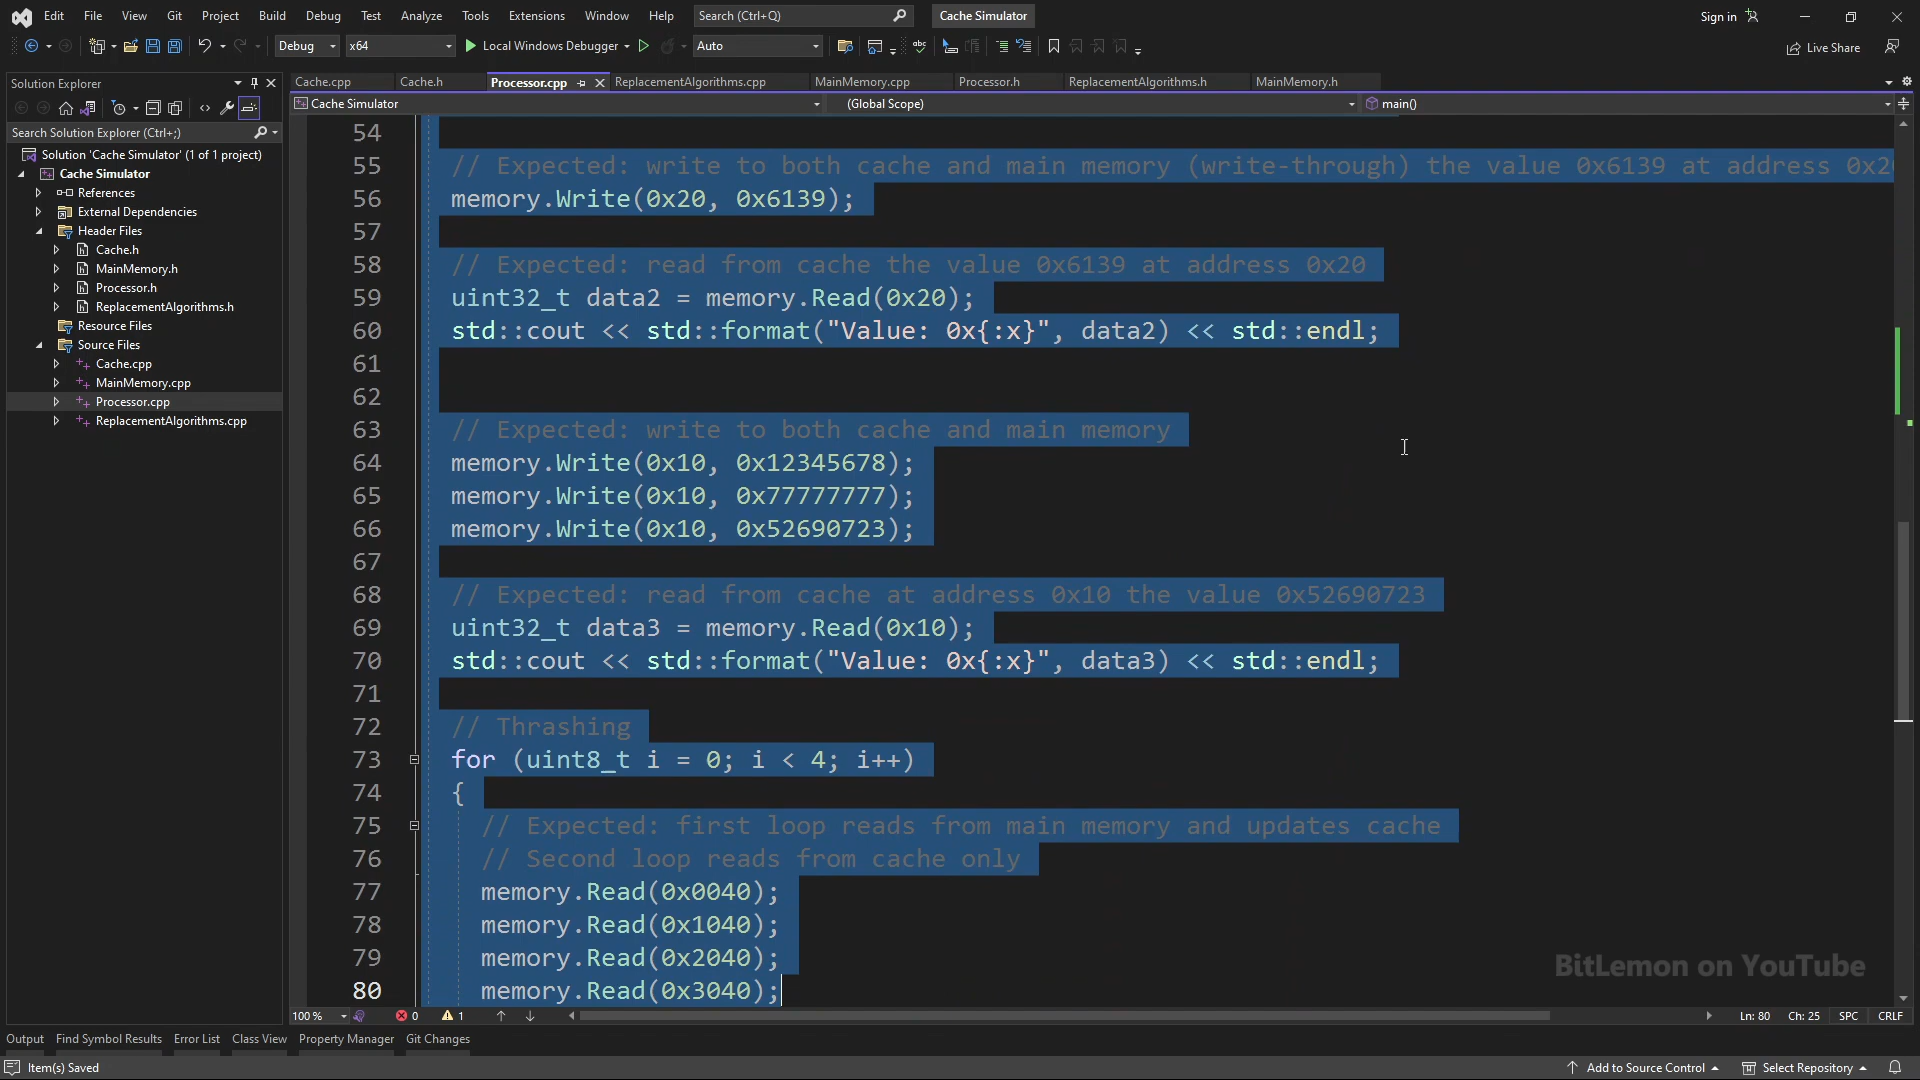 Edit File View Git Project Build Debug Test Analyze Tools Extensions Window Help Search (Ctrl+Q) Cache Simulator Sign in
Debug x64 Local Windows Debugger Auto Live Share
Solution Explorer
Search Solution Explorer (Ctrl+;)
Solution 'Cache Simulator' (1 of 1 project)
Cache Simulator
References
External Dependencies
Header Files
Cache.h
MainMemory.h
Processor.h
ReplacementAlgorithms.h
Resource Files
Source Files
Cache.cpp
MainMemory.cpp
Processor.cpp
ReplacementAlgorithms.cpp
Cache.cpp Cache.h Processor.cpp ReplacementAlgorithms.cpp MainMemory.cpp Processor.h ReplacementAlgorithms.h MainMemory.h
Cache Simulator (Global Scope) main()
54
55 // Expected: write to both cache and main memory (write-through) the value 0x6139 at address 0x20
56 memory.Write(0x20, 0x6139);
57
58 // Expected: read from cache the value 0x6139 at address 0x20
59 uint32_t data2 = memory.Read(0x20);
60 std::cout << std::format("Value: 0x{:x}", data2) << std::endl;
61
62
63 // Expected: write to both cache and main memory
64 memory.Write(0x10, 0x12345678);
65 memory.Write(0x10, 0x77777777);
66 memory.Write(0x10, 0x52690723);
67
68 // Expected: read from cache at address 0x10 the value 0x52690723
69 uint32_t data3 = memory.Read(0x10);
70 std::cout << std::format("Value: 0x{:x}", data3) << std::endl;
71
72 // Thrashing
73 for (uint8_t i = 0; i < 4; i++)
74 {
75 // Expected: first loop reads from main memory and updates cache
76 // Second loop reads from cache only
77 memory.Read(0x0040);
78 memory.Read(0x1040);
79 memory.Read(0x2040);
80 memory.Read(0x3040);
BitLemon on YouTube
100 % 0 1 Ln: 80 Ch: 25 SPC CRLF
Output Find Symbol Results Error List Class View Property Manager Git Changes
Item(s) Saved Add to Source Control Select Repository